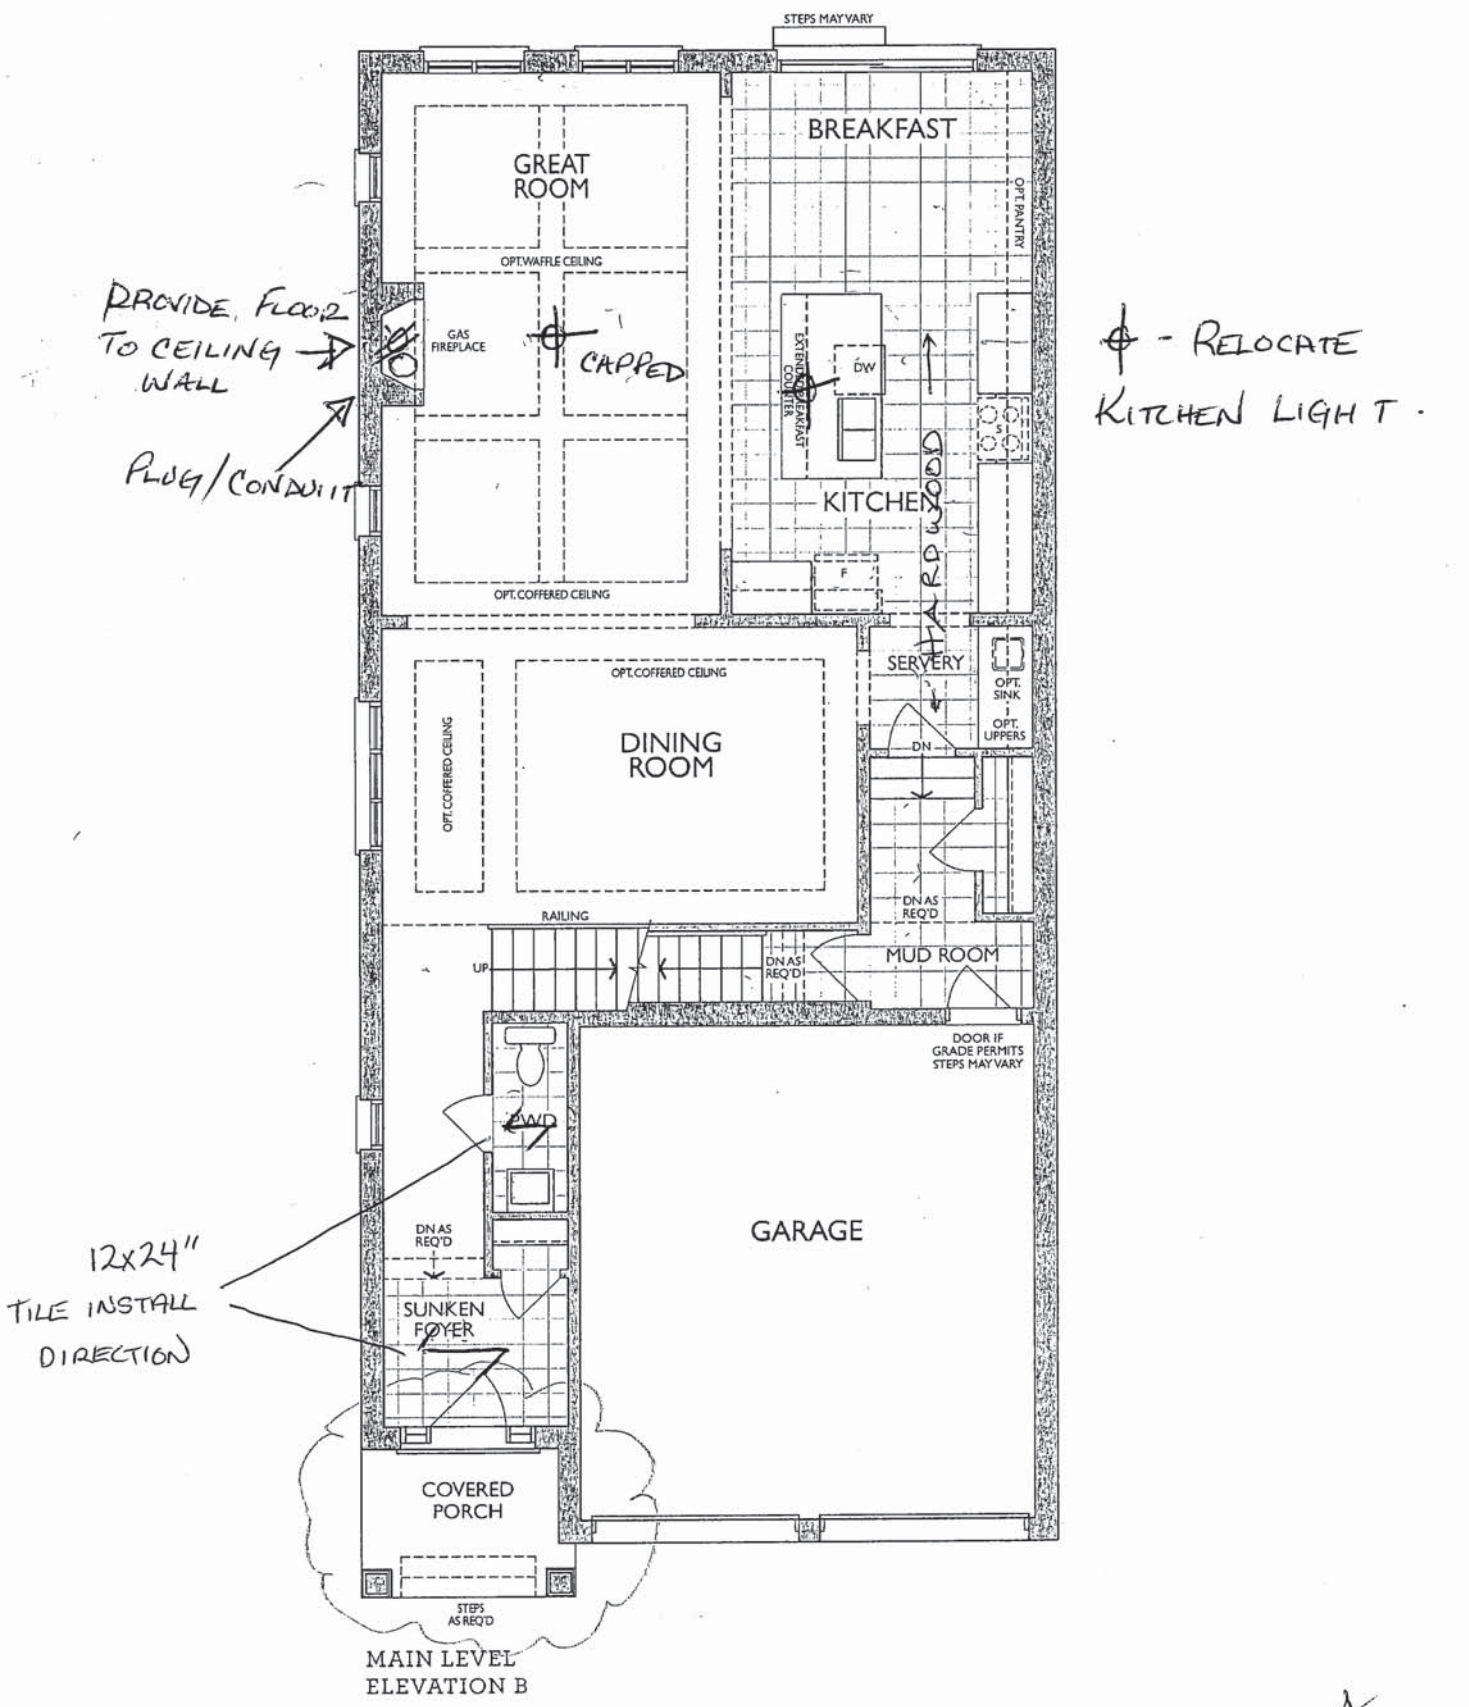 STEPS MAY VARY
BREAKFAST
GREAT
ROOM
OPT. PANTRY
OPT. WAFFLE CEILING
PROVIDE FLOOR
TO CEILING
WALL
GAS
FIREPLACE
CAPPED
EXTENDED BREAKFAST
COUNTER
DW
S
- RELOCATE
KITCHEN LIGHT.
PLUG/CONDUIT
KITCHEN
HARDWOOD
F
OPT. COFFERED CEILING
SERVERY
OPT.
SINK
OPT.
UPPERS
OPT. COFFERED CEILING
OPT. COFFERED CEILING
DINING
ROOM
DN
DN AS
REQ'D
RAILING
UP
DN AS
REQ'D
MUD ROOM
DOOR IF
GRADE PERMITS
STEPS MAY VARY
PWD
GARAGE
DN AS
REQ'D
12x24"
TILE INSTALL
DIRECTION
SUNKEN
FOYER
COVERED
PORCH
STEPS
AS REQ'D
MAIN LEVEL
ELEVATION B